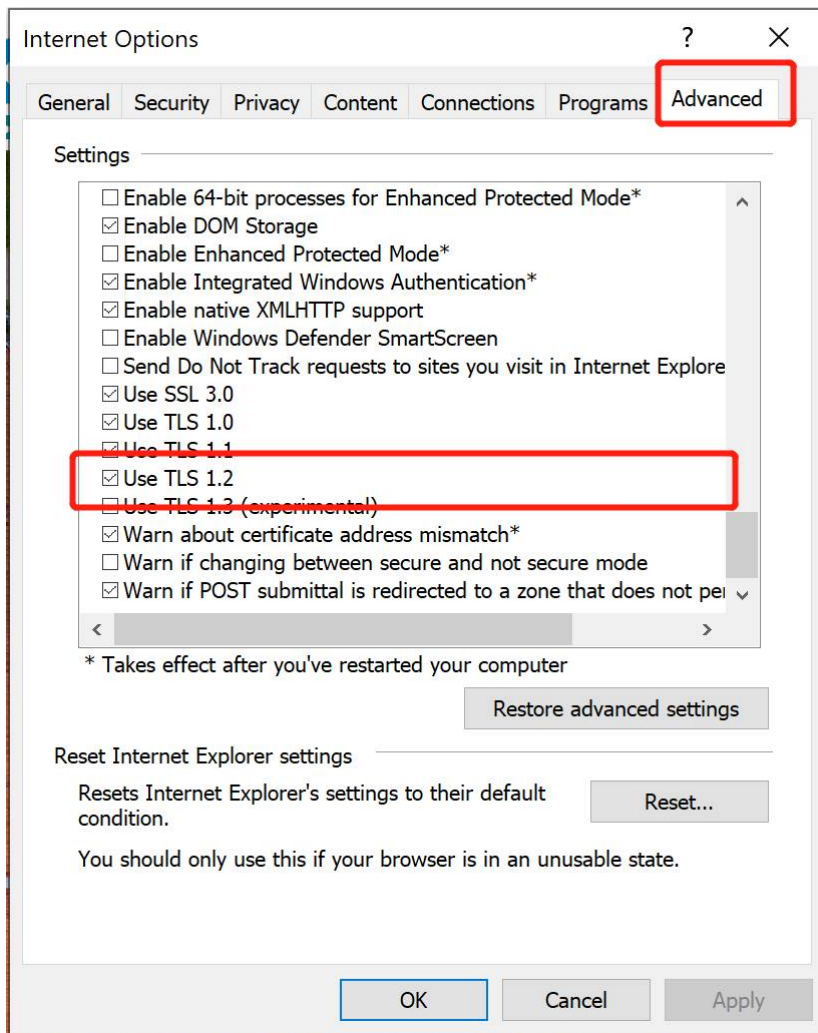 Internet Options
?
General Security Privacy Content Connections Programs Advanced
Settings
Enable 64-bit processes for Enhanced Protected Mode*
Enable DOM Storage
Enable Enhanced Protected Mode*
Enable Integrated Windows Authentication*
Enable native XMLHTTP support
Enable Windows Defender SmartScreen
Send Do Not Track requests to sites you visit in Internet Explore
Use SSL 3.0
Use TLS 1.0
Use TLS 1.1
Use TLS 1.2
Use TLS 1.3 (experimental)
Warn about certificate address mismatch*
Warn if changing between secure and not secure mode
Warn if POST submittal is redirected to a zone that does not per
* Takes effect after you've restarted your computer
Restore advanced settings
Reset Internet Explorer settings
Resets Internet Explorer's settings to their default
condition.
Reset...
You should only use this if your browser is in an unusable state.
OK Cancel Apply